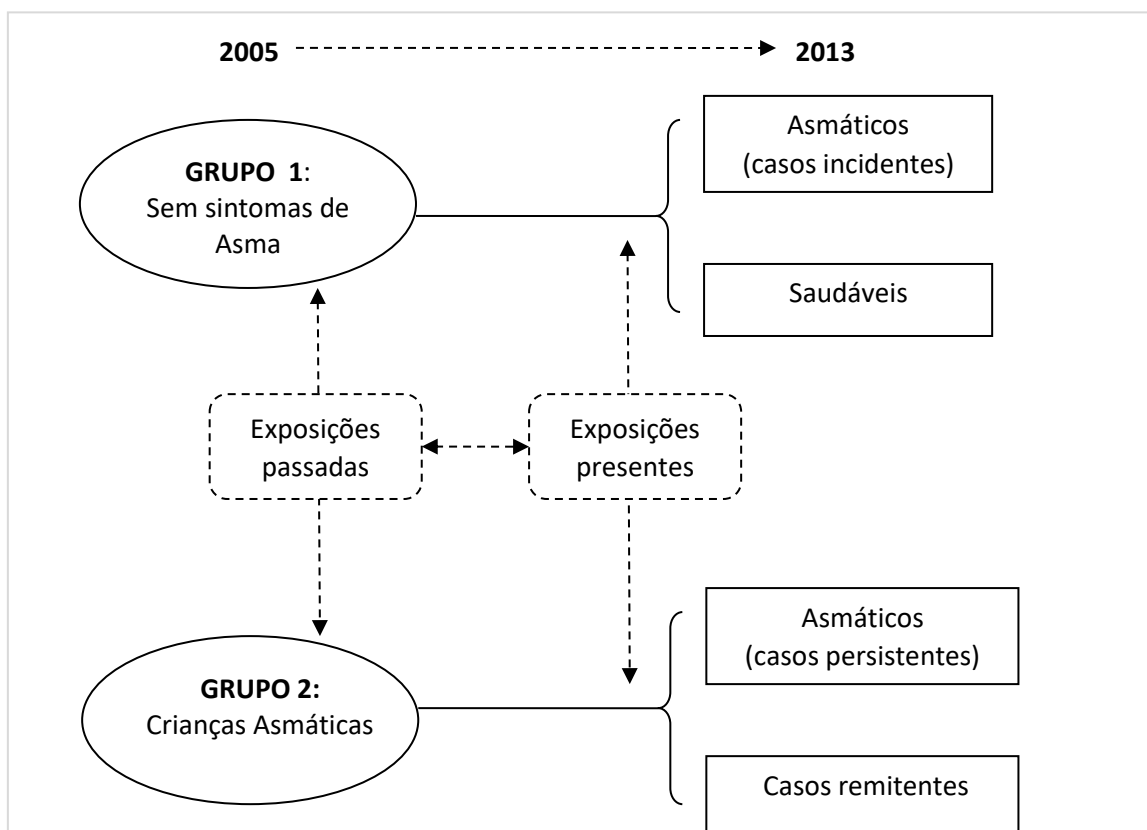 2005
2013
GRUPO 1:
Sem sintomas de
Asma
Asmáticos
(casos incidentes)
Saudáveis
Exposições
passadas
Exposições
presentes
GRUPO 2:
Crianças Asmáticas
Asmáticos
(casos persistentes)
Casos remitentes